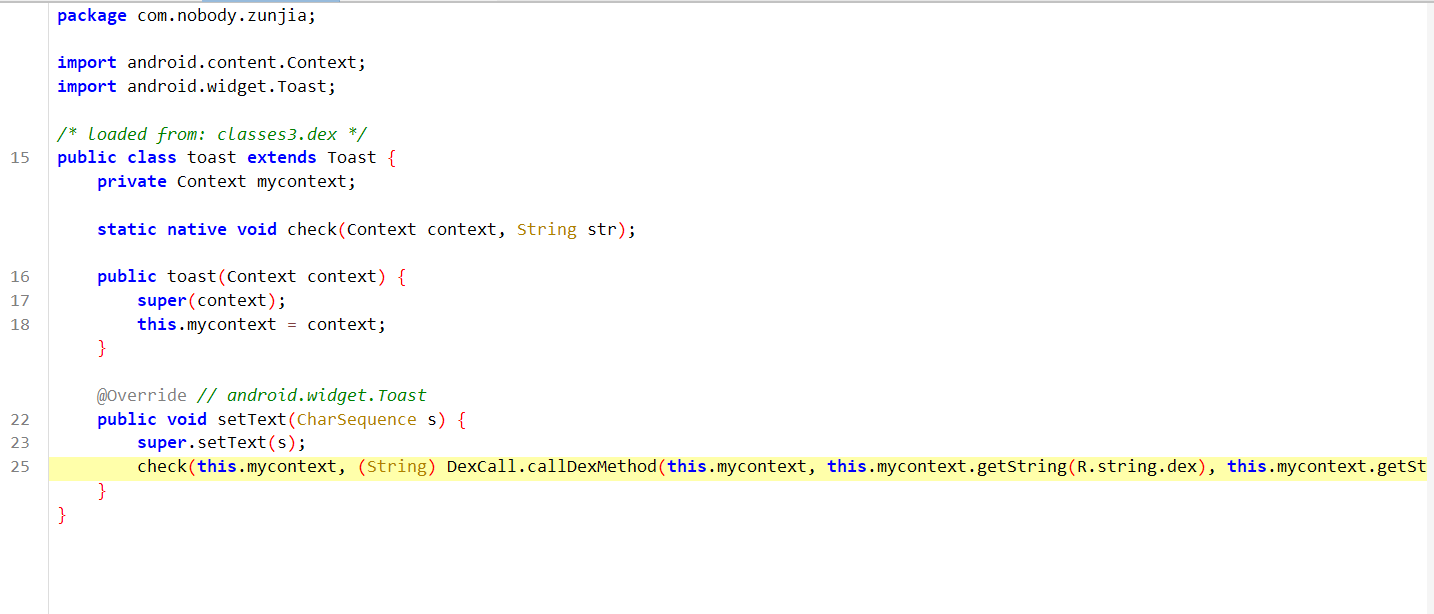 package com.nobody.zunjia;
import android.content.Context;
import android.widget.Toast;
/* loaded from: classes3.dex */
15 public class toast extends Toast {
private Context mycontext;
static native void check(Context context, String str);
16 public toast(Context context) {
17 super(context);
18 this.mycontext = context;
}
@Override // android.widget.Toast
22 public void setText(CharSequence s) {
23 super.setText(s);
25 check(this.mycontext, (String) DexCall.callDexMethod(this.mycontext, this.mycontext.getString(R.string.dex), this.mycontext.getSt
}
}